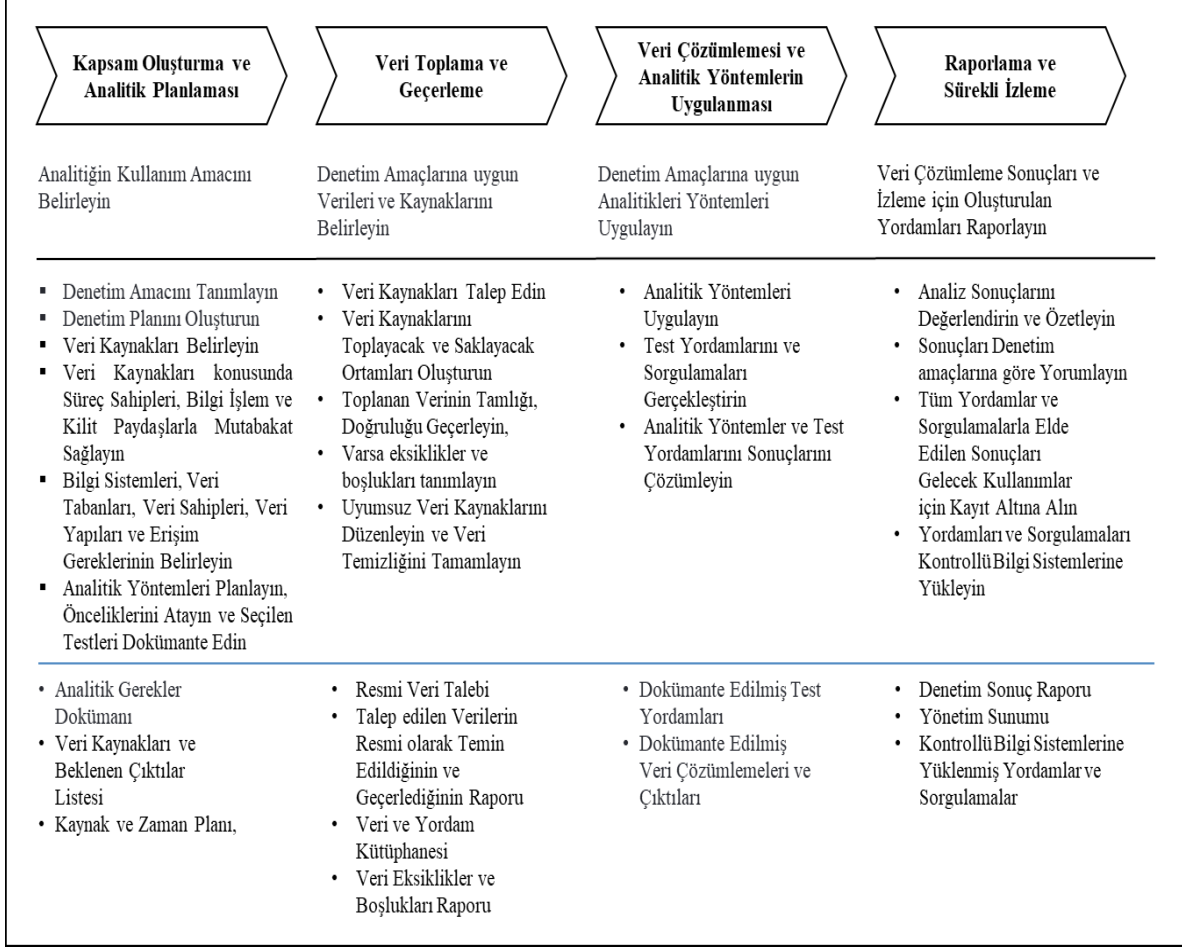 Kapsam Oluşturma ve
Analitik Planlaması
Veri Toplama ve
Geçerleme
Veri Çözümlemesi ve
Analitik Yöntemlerin
Uygulanması
Raporlama ve
Sürekli İzleme
Analitiğin Kullanım Amacını
Belirleyin
Denetim Amaçlarına uygun
Verileri ve Kaynaklarını
Belirleyin
Denetim Amaçlarına uygun
Analitikleri Yöntemleri
Uygulayın
Veri Çözümleme Sonuçları ve
İzleme için Oluşturulan
Yordamları Raporlayın
▪ Denetim Amacını Tanımlayın
▪ Denetim Planını Oluşturun
▪ Veri Kaynakları Belirleyin
▪ Veri Kaynakları konusunda
Süreç Sahipleri, Bilgi İşlem ve
Kilit Paydaşlarla Mutabakat
Sağlayın
▪ Bilgi Sistemleri, Veri
Tabanları, Veri Sahipleri, Veri
Yapıları ve Erişim
Gereklerinin Belirleyin
▪ Analitik Yöntemleri Planlayın,
Önceliklerini Atayın ve Seçilen
Testleri Dokümante Edin
• Veri Kaynakları Talep Edin
• Veri Kaynaklarını
Toplayacak ve Saklayacak
Ortamları Oluşturun
• Toplanan Verinin Tamlığı,
Doğruluğu Geçerleyin,
• Varsa eksiklikler ve
boşlukları tanımlayın
• Uyumsuz Veri Kaynaklarını
Düzenleyin ve Veri
Temizliğini Tamamlayın
• Analitik Yöntemleri
Uygulayın
• Test Yordamlarını ve
Sorgulamaları
Gerçekleştirin
• Analitik Yöntemler ve Test
Yordamlarını Sonuçlarını
Çözümleyin
• Analiz Sonuçlarını
Değerlendirin ve Özetleyin
• Sonuçları Denetim
amaçlarına göre Yorumlayın
• Tüm Yordamlar ve
Sorgulamalarla Elde
Edilen Sonuçları
Gelecek Kullanımlar
için Kayıt Altına Alın
• Yordamları ve Sorgulamaları
Kontrollü Bilgi Sistemlerine
Yükleyin
• Analitik Gerekler
Dokümanı
• Veri Kaynakları ve
Beklenen Çıktılar
Listesi
• Kaynak ve Zaman Planı,
• Resmi Veri Talebi
• Talep edilen Verilerin
Resmi olarak Temin
Edildiğinin ve
Geçerlediğinin Raporu
• Veri ve Yordam
Kütüphanesi
• Veri Eksiklikler ve
Boşlukları Raporu
• Dokümante Edilmiş Test
Yordamları
• Dokümante Edilmiş
Veri Çözümlemeleri ve
Çıktıları
• Denetim Sonuç Raporu
• Yönetim Sunumu
• Kontrollü Bilgi Sistemlerine
Yüklenmiş Yordamlar ve
Sorgulamalar